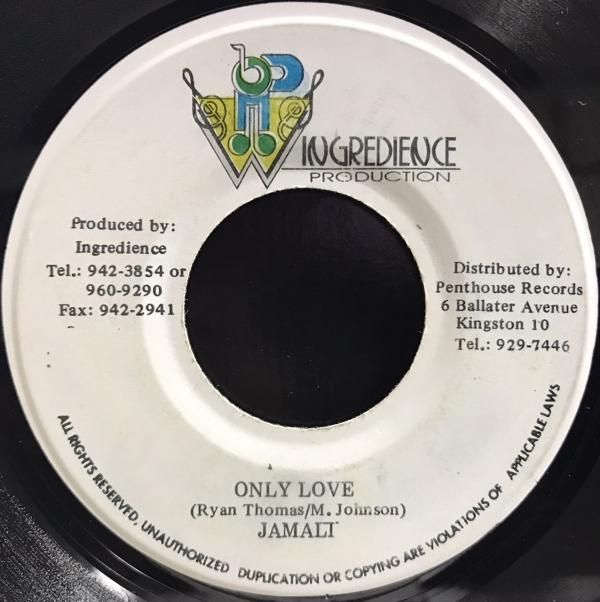 INGREDIENCE
PRODUCTION
Produced by:
Ingredience
Tel.: 942-3854 or
960-9290
Fax: 942-2941
Distributed by:
Penthouse Records
6 Ballater Avenue
Kingston 10
Tel.: 929-7446
ONLY LOVE
(Ryan Thomas/M. Johnson)
JAMALI
ALL RIGHTS RESERVED. UNAUTHORIZED DUPLICATION OR COPYING ARE VIOLATIONS OF APPLICABLE LAWS